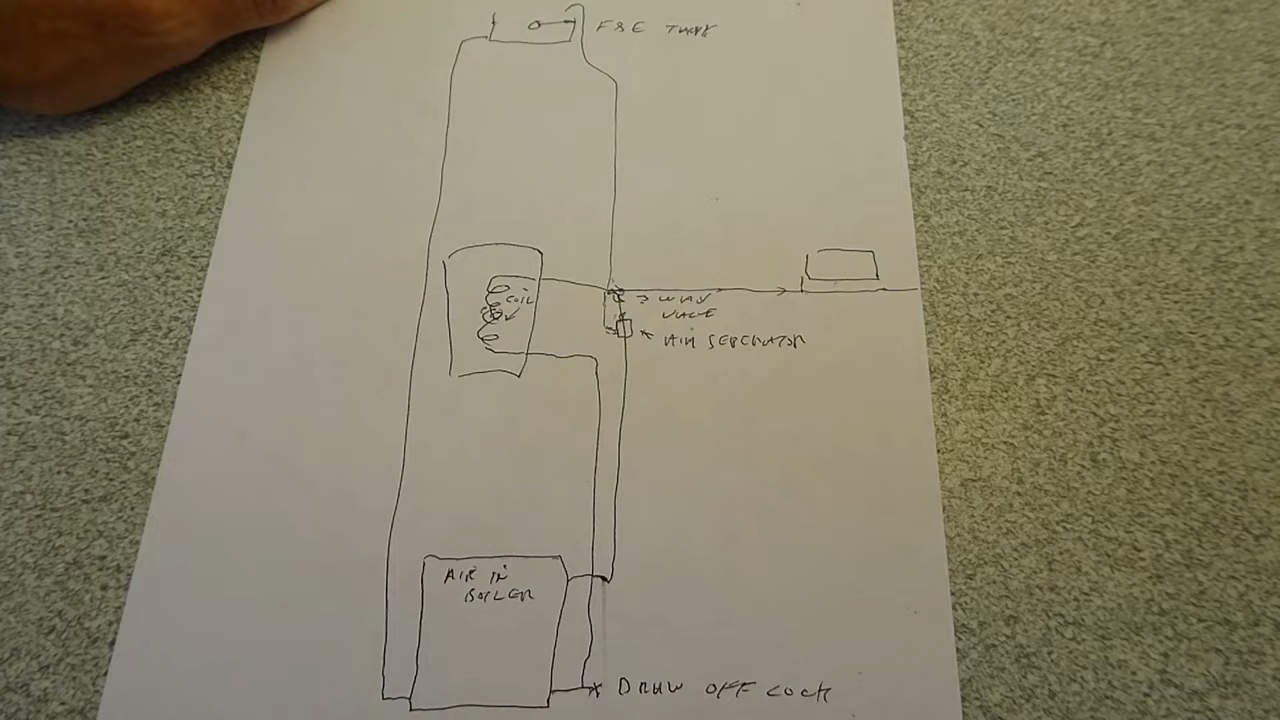 F & E TANK
COIL
3 WAY
VALVE
AIR SEPERATOR
AIR IN
BOILER
DRAW OFF COCK